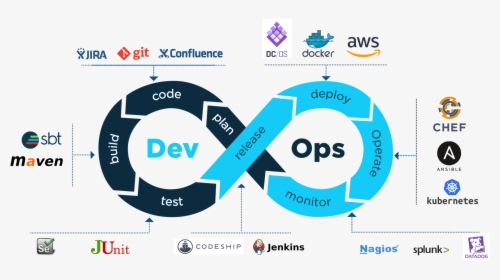 JIRA git Confluence
DC/OS docker aws
code
plan
build
Dev
test
release
deploy
Ops
Operate
monitor
sbt
maven
CHEF
ANSIBLE
kubernetes
Se
JUnit
CODESHIP Jenkins
Nagios splunk> DATADOG